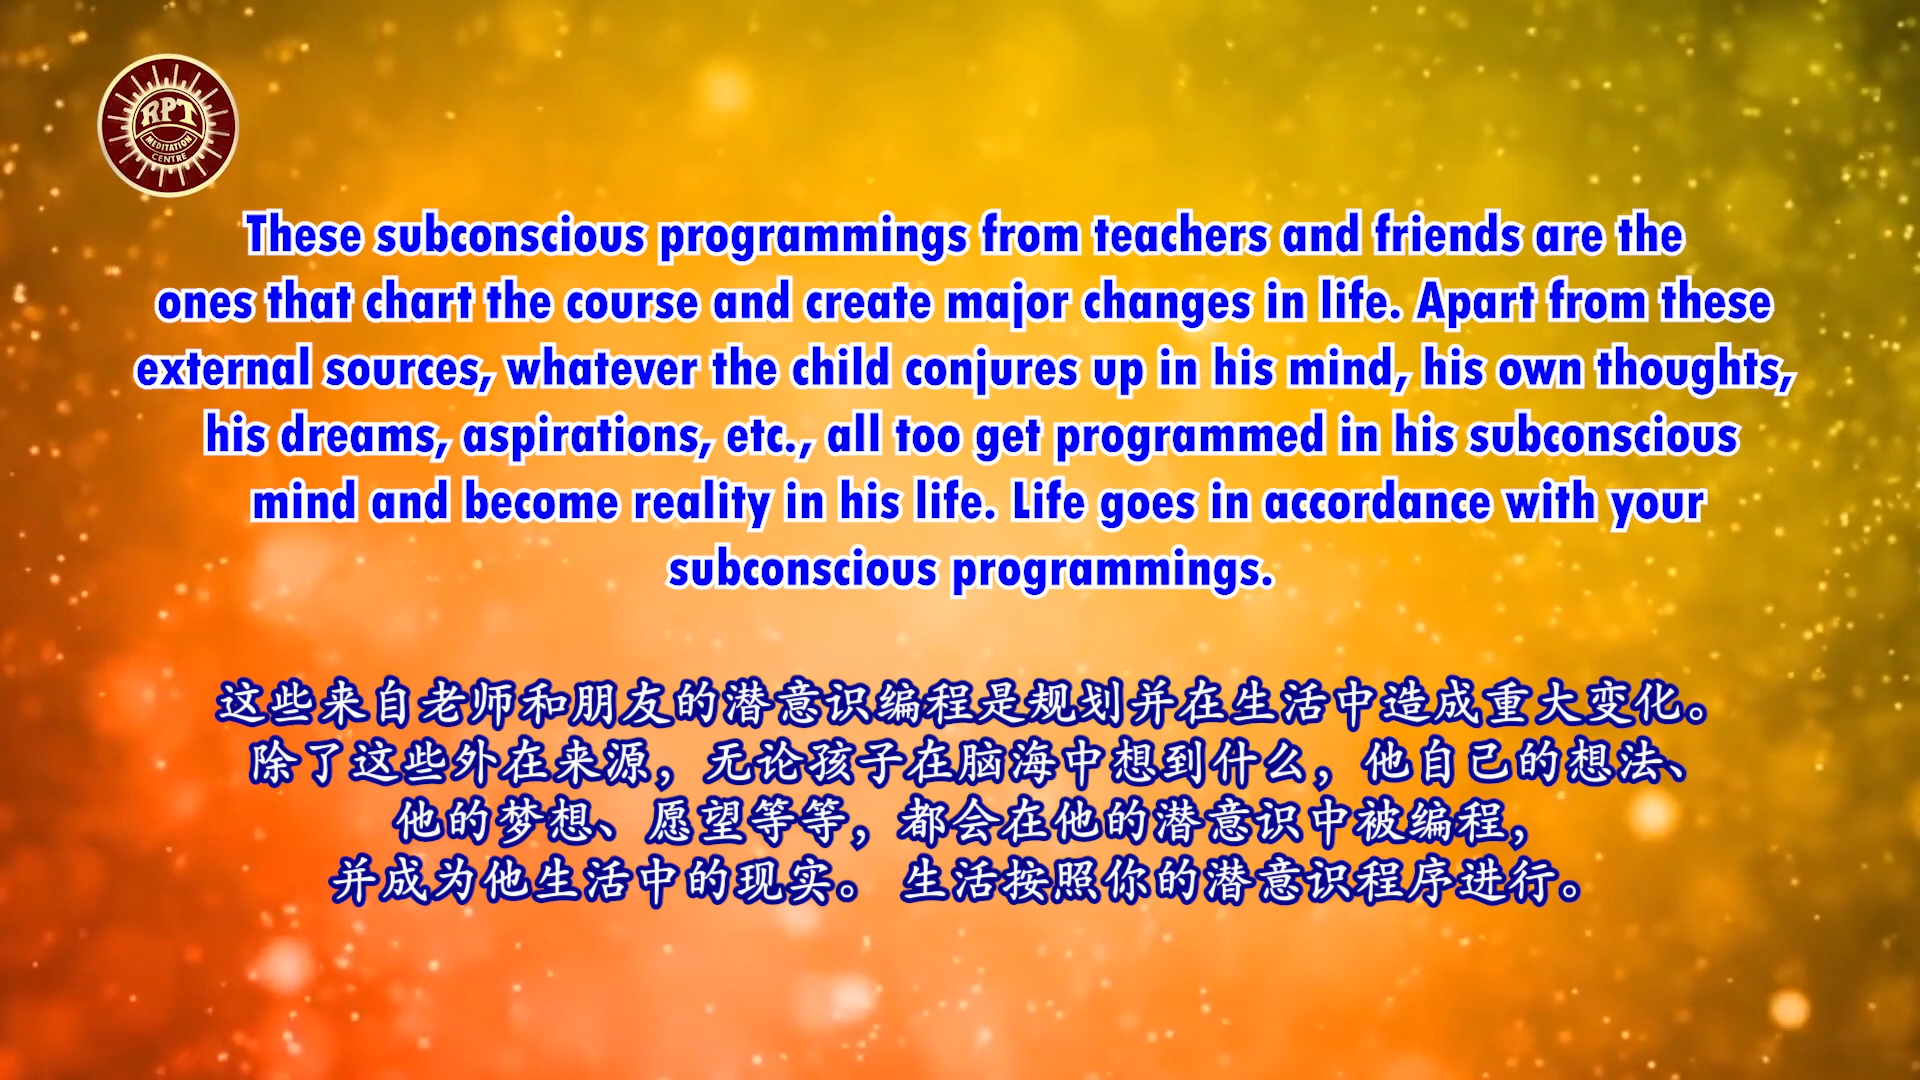 RPT
MEDITATION
CENTRE
These subconscious programmings from teachers and friends are the
ones that chart the course and create major changes in life. Apart from these
external sources, whatever the child conjures up in his mind, his own thoughts,
his dreams, aspirations, etc., all too get programmed in his subconscious
mind and become reality in his life. Life goes in accordance with your
subconscious programmings.
这些来自老师和朋友的潜意识编程是规划并在生活中造成重大变化。
除了这些外在来源，无论孩子在脑海中想到什么，他自己的想法、
他的梦想、愿望等等，都会在他的潜意识中被编程，
并成为他生活中的现实。 生活按照你的潜意识程序进行。